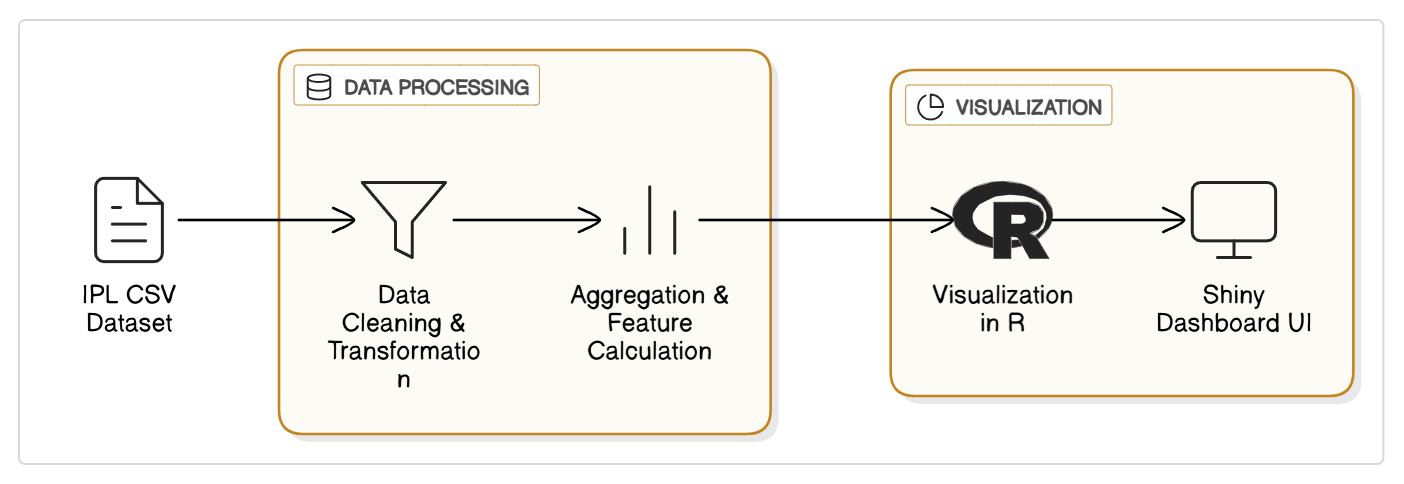 DATA PROCESSING
VISUALIZATION
IPL CSV
Dataset
Data
Cleaning &
Transformatio
n
Aggregation &
Feature
Calculation
R
Visualization
in R
Shiny
Dashboard UI